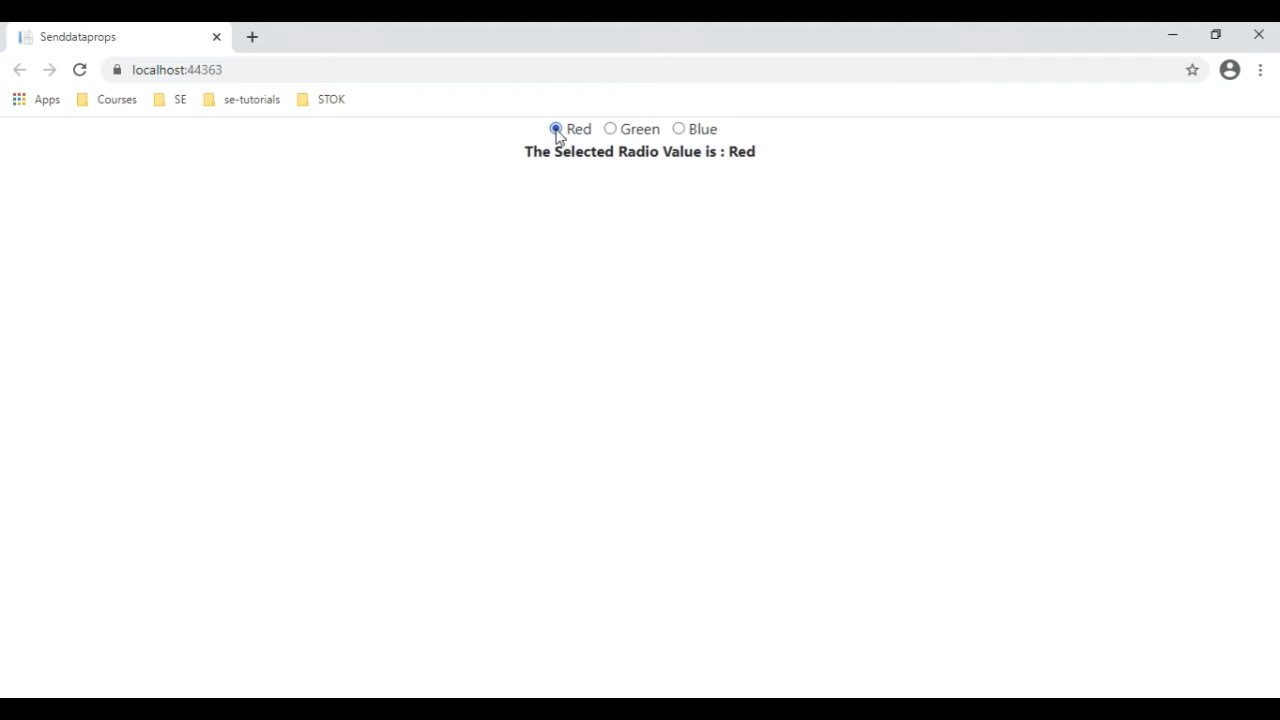 Senddataprops
localhost:44363
Apps Courses SE se-tutorials STOK
Red Green Blue
The Selected Radio Value is : Red